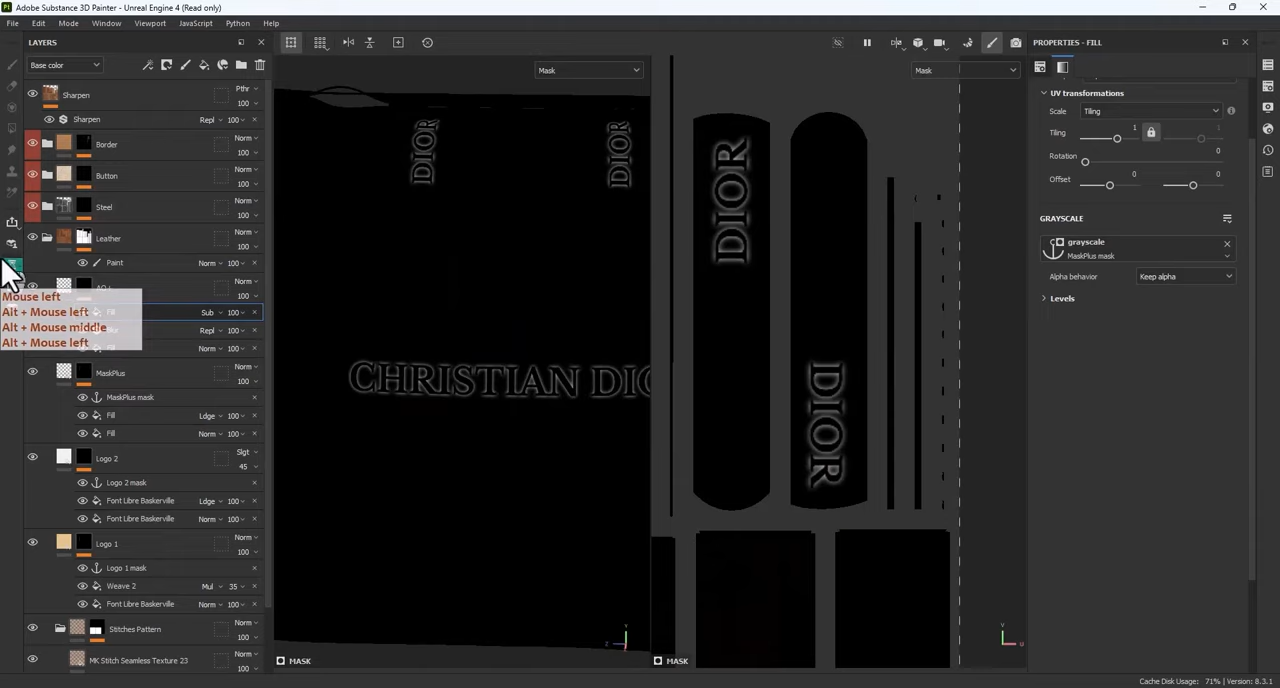 Adobe Substance 3D Painter - Unreal Engine 4 (Read only)
File Edit Mode Window Viewport JavaScript Python Help
LAYERS
Base color
Sharpen Pthr 100
Sharpen Repl 100
Border Norm 100
Button Norm 100
Steel Norm 100
Leather Norm 100
Paint Norm 100
Norm 100
Fill Sub 100
Repl 100
Norm 100
MaskPlus Norm 100
MaskPlus mask
Fill Ldge 100
Fill Norm 100
Logo 2 Slgt 45
Logo 2 mask
Font Libre Baskerville Ldge 100
Font Libre Baskerville Norm 100
Logo 1 Norm 100
Logo 1 mask
Weave 2 Mul 35
Font Libre Baskerville Norm 100
Stitches Pattern Norm 100
MK Stitch Seamless Texture 23 Norm 100
Mouse left
Alt + Mouse left
Alt + Mouse middle
Alt + Mouse left
Mask
DIOR
DIOR
CHRISTIAN DIO
MASK
Mask
DIOR
DIOR
MASK
PROPERTIES - FILL
UV transformations
Scale Tiling
Tiling 1
Rotation 0
Offset 0 0
GRAYSCALE
grayscale
MaskPlus mask
Alpha behavior Keep alpha
Levels
Cache Disk Usage: 71% | Version: 8.3.1